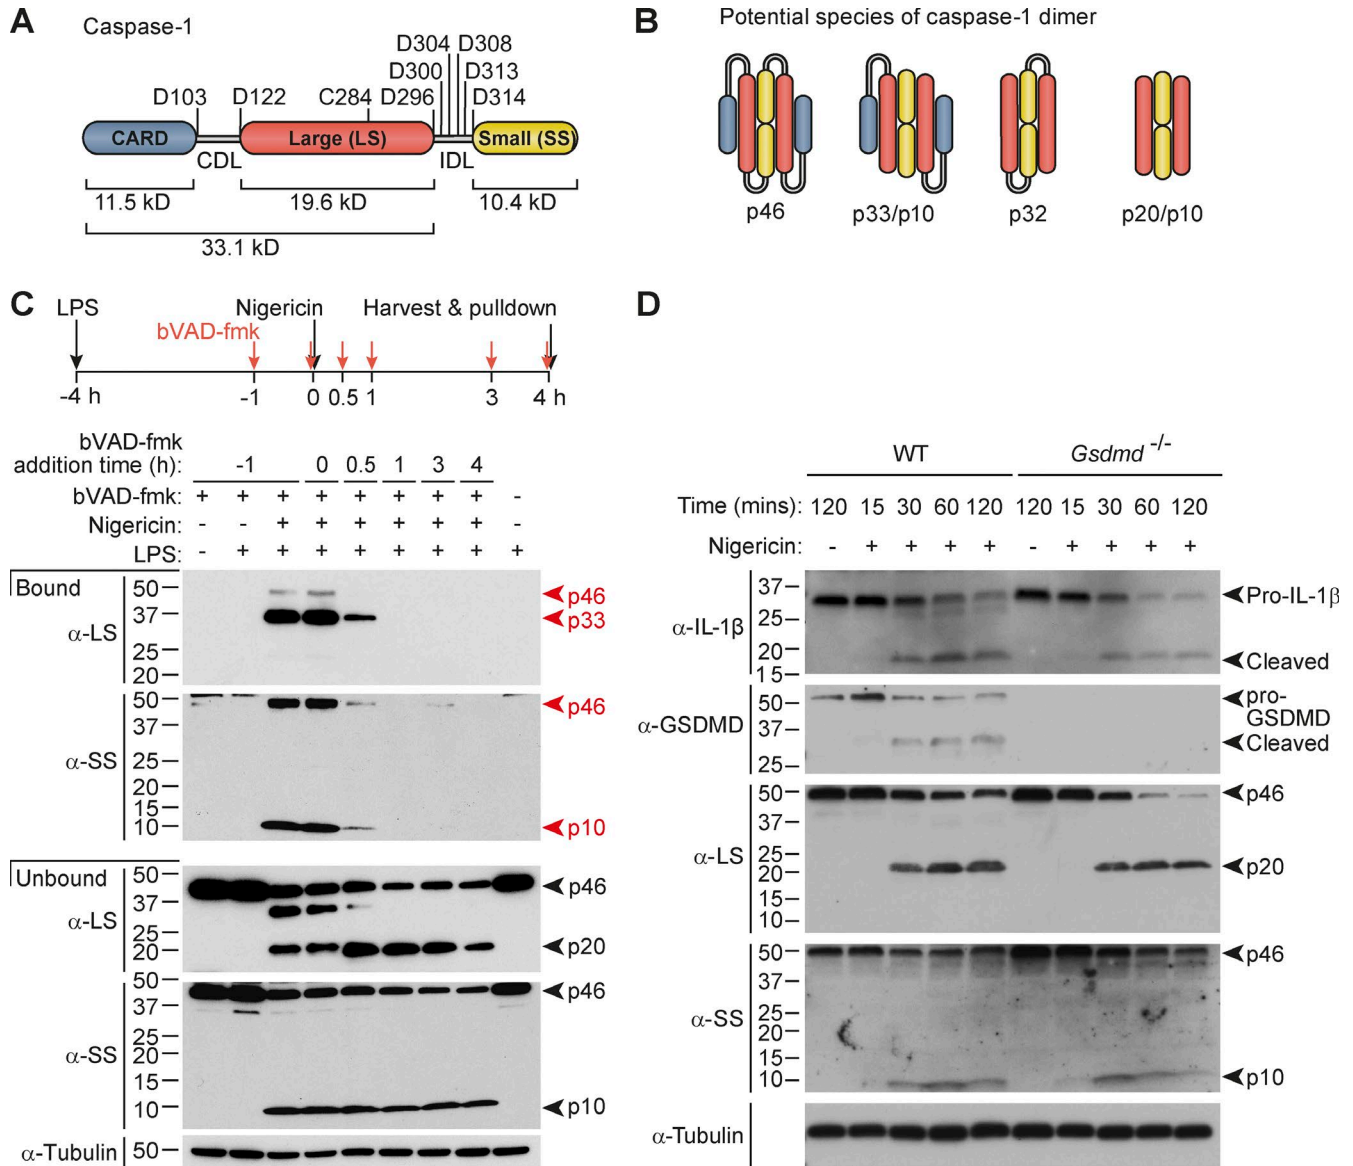 A
Caspase-1
D304 D308
D300 D313
D103 D122 C284 D296 D314
CARD Large (LS) Small (SS)
CDL IDL
11.5 kD 19.6 kD 10.4 kD
33.1 kD
B
Potential species of caspase-1 dimer
p46 p33/p10 p32 p20/p10
C
LPS Nigericin Harvest & pulldown
bVAD-fmk
-4 h -1 0 0.5 1 3 4 h
bVAD-fmk
addition time (h): -1 0 0.5 1 3 4
bVAD-fmk: + + + + + + + + -
Nigericin: - - + + + + + + -
LPS: - + + + + + + + +
Bound
α-LS
50
37
25
20
p46
p33
α-SS
50
37
25
20
15
10
p46
p10
Unbound
α-LS
50
37
25
20
p46
p20
α-SS
50
37
25
20
15
10
p46
p10
α-Tubulin 50
D
WT Gsdmd -/-
Time (mins): 120 15 30 60 120 120 15 30 60 120
Nigericin: - + + + + - + + + +
α-IL-1β
37
25
20
15
Pro-IL-1β
Cleaved
α-GSDMD
50
37
25
pro-
GSDMD
Cleaved
α-LS
50
37
25
20
15
10
p46
p20
α-SS
50
37
25
20
15
10
p46
p10
α-Tubulin